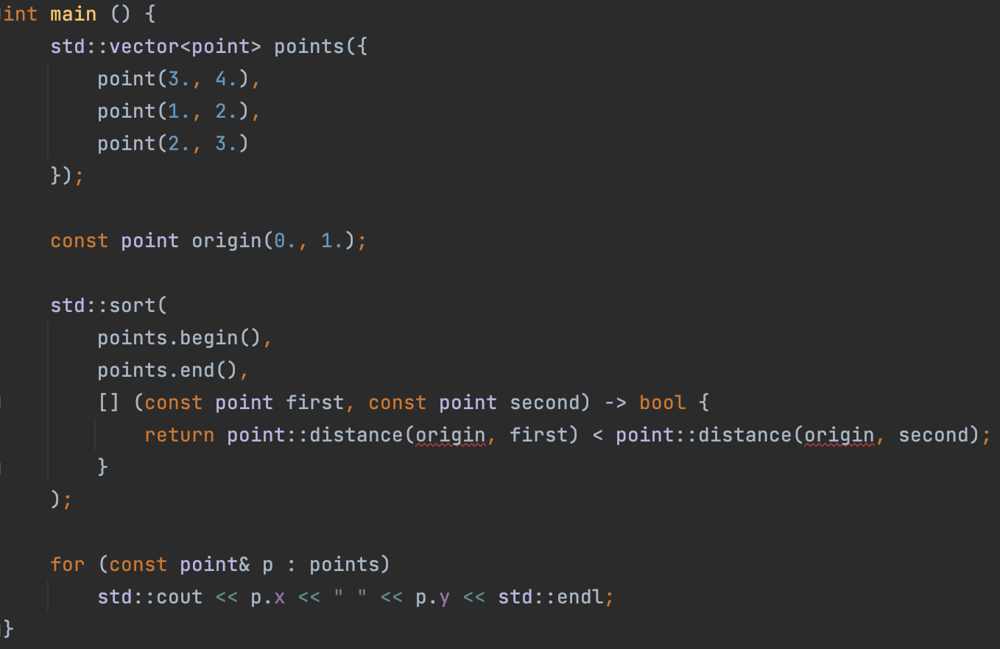 int main () {
    std::vector<point> points({
        point(3., 4.),
        point(1., 2.),
        point(2., 3.)
    });

    const point origin(0., 1.);

    std::sort(
        points.begin(),
        points.end(),
        [] (const point first, const point second) -> bool {
            return point::distance(origin, first) < point::distance(origin, second);
        }
    );

    for (const point& p : points)
        std::cout << p.x << " " << p.y << std::endl;
}